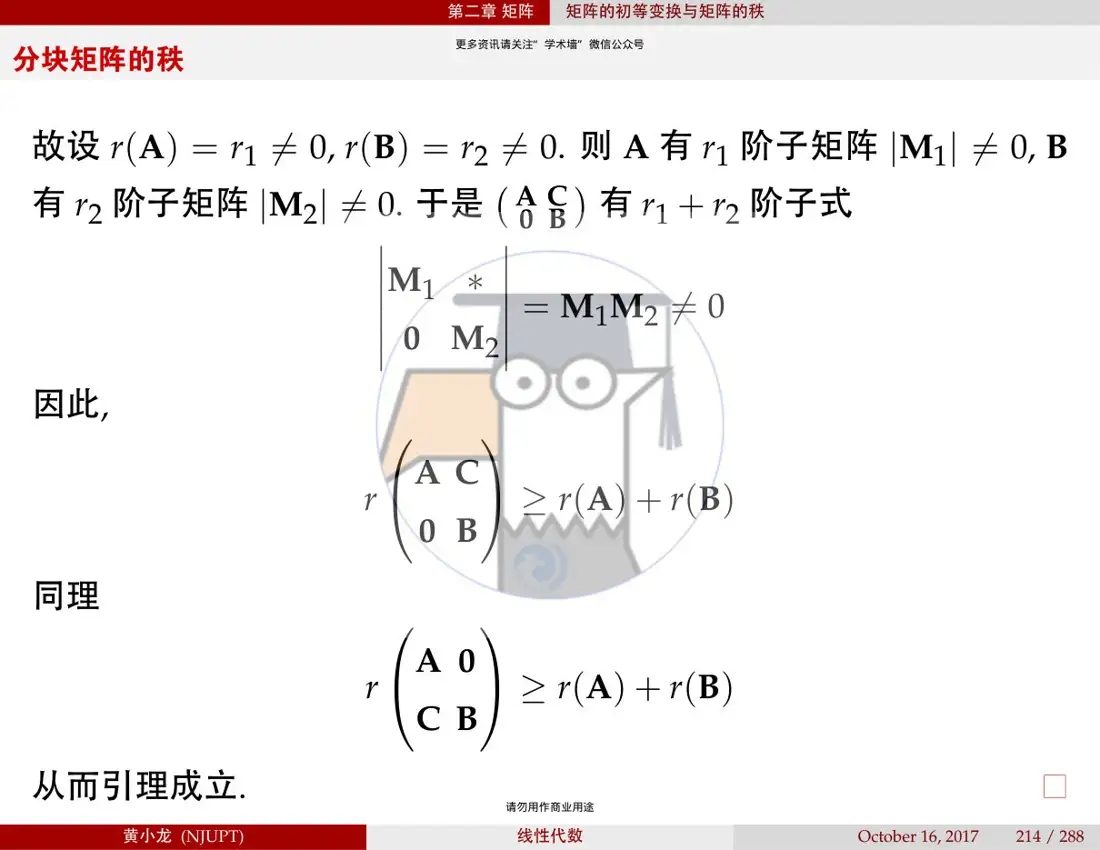 第二章 矩阵 矩阵的初等变换与矩阵的秩
更多资讯请关注“学术墙”微信公众号
分块矩阵的秩
故设 r(A) = r₁ ≠ 0, r(B) = r₂ ≠ 0. 则 A 有 r₁ 阶子矩阵 |M₁| ≠ 0, B
有 r₂ 阶子矩阵 |M₂| ≠ 0. 于是 (A C
0 B) 有 r₁ + r₂ 阶子式
|M₁ *
0 M₂| = M₁M₂ ≠ 0
因此,
r (A C
0 B) ≥ r(A) + r(B)
同理
r (A 0
C B) ≥ r(A) + r(B)
从而引理成立. □
请勿用作商业用途
黄小龙 (NJUPT) 线性代数 October 16, 2017 214 / 288